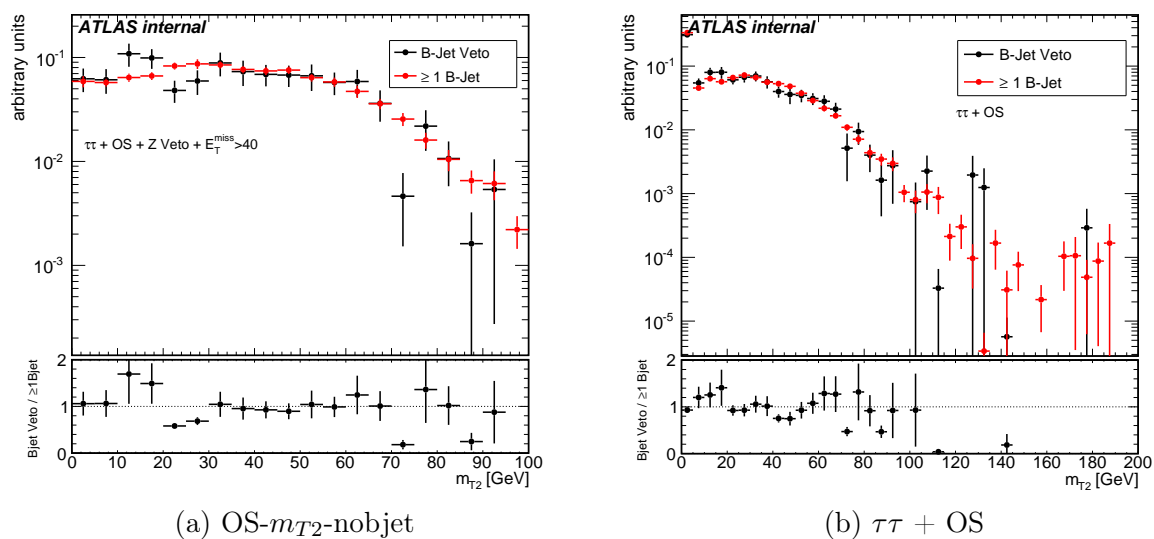 ATLAS internal
arbitrary units
10⁻¹
10⁻²
10⁻³
B-Jet Veto
≥ 1 B-Jet
ττ + OS + Z Veto + E_T^miss>40
Bjet Veto / ≥1Bjet
2
1
0
0 10 20 30 40 50 60 70 80 90 100
m_T2 [GeV]
(a) OS-m_T2-nobjet
ATLAS internal
arbitrary units
10⁻¹
10⁻²
10⁻³
10⁻⁴
10⁻⁵
B-Jet Veto
≥ 1 B-Jet
ττ + OS
Bjet Veto / ≥1Bjet
2
1
0
0 20 40 60 80 100 120 140 160 180 200
m_T2 [GeV]
(b) ττ + OS